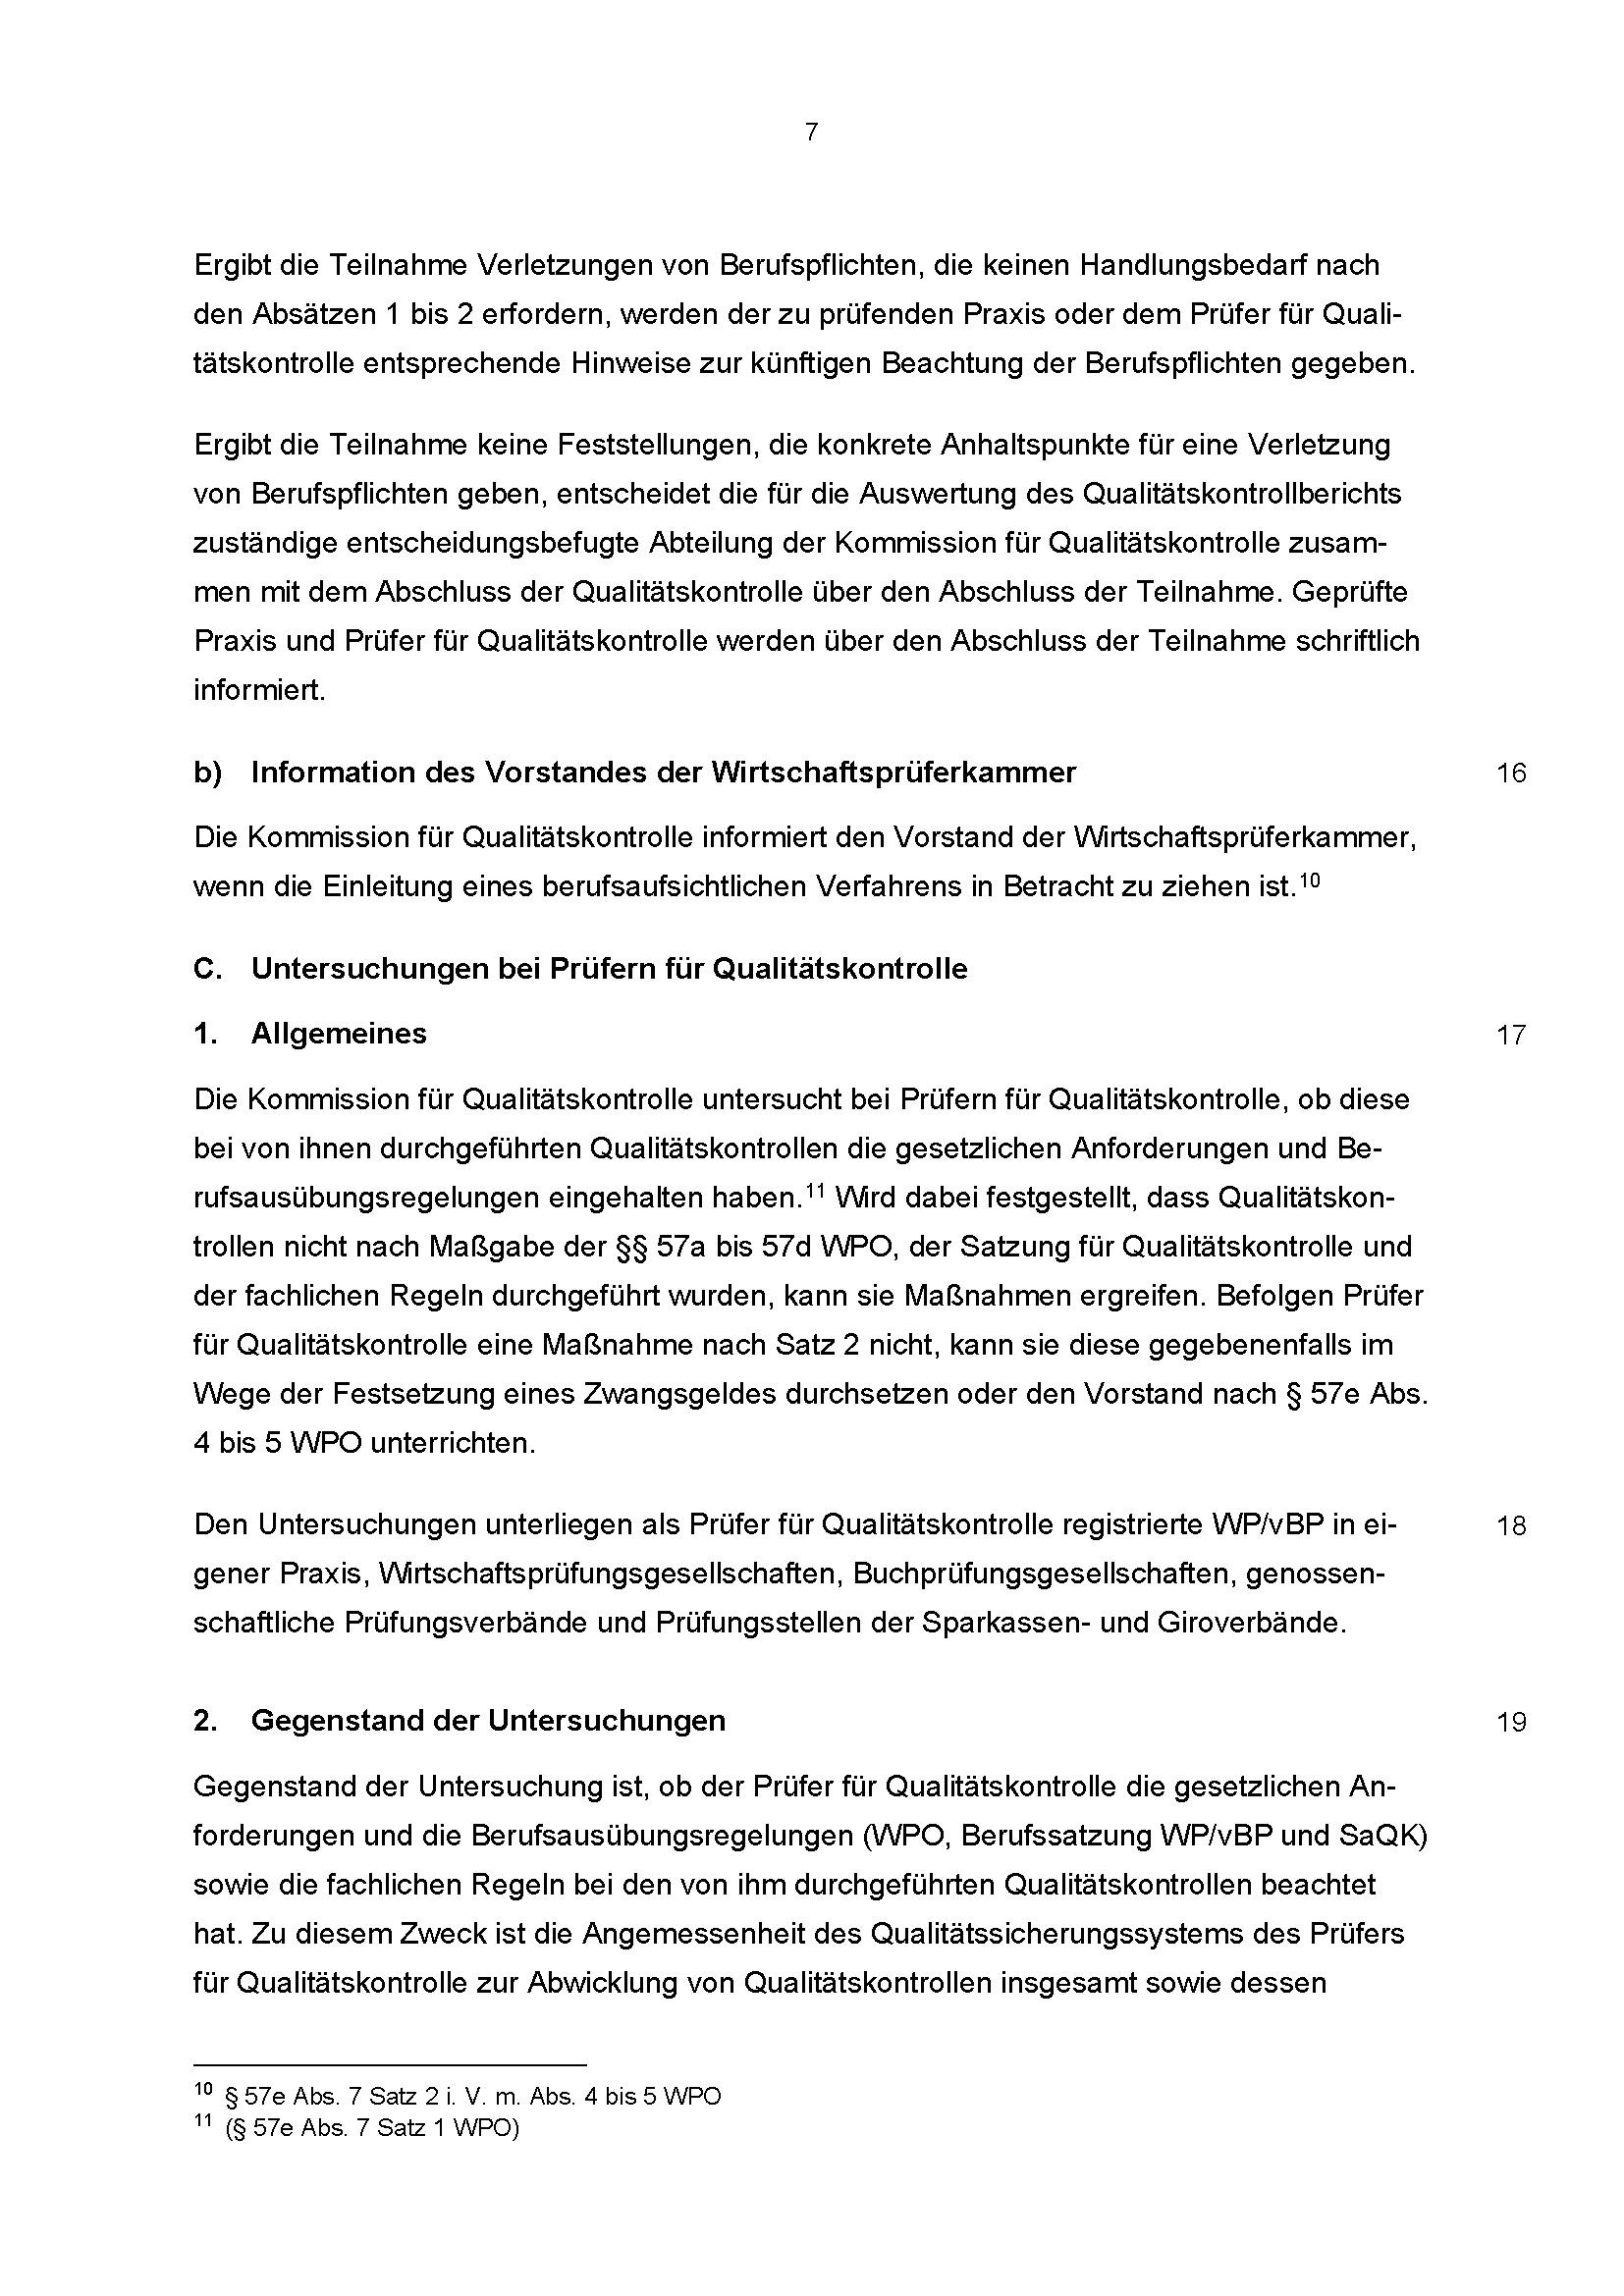 7
Ergibt die Teilnahme Verletzungen von Berufspflichten, die keinen Handlungsbedarf nach
den Absätzen 1 bis 2 erfordern, werden der zu prüfenden Praxis oder dem Prüfer für Quali-
tätskontrolle entsprechende Hinweise zur künftigen Beachtung der Berufspflichten gegeben.
Ergibt die Teilnahme keine Feststellungen, die konkrete Anhaltspunkte für eine Verletzung
von Berufspflichten geben, entscheidet die für die Auswertung des Qualitätskontrollberichts
zuständige entscheidungsbefugte Abteilung der Kommission für Qualitätskontrolle zusam-
men mit dem Abschluss der Qualitätskontrolle über den Abschluss der Teilnahme. Geprüfte
Praxis und Prüfer für Qualitätskontrolle werden über den Abschluss der Teilnahme schriftlich
informiert.
b) Information des Vorstandes der Wirtschaftsprüferkammer 16
Die Kommission für Qualitätskontrolle informiert den Vorstand der Wirtschaftsprüferkammer,
wenn die Einleitung eines berufsaufsichtlichen Verfahrens in Betracht zu ziehen ist.10
C. Untersuchungen bei Prüfern für Qualitätskontrolle
1. Allgemeines 17
Die Kommission für Qualitätskontrolle untersucht bei Prüfern für Qualitätskontrolle, ob diese
bei von ihnen durchgeführten Qualitätskontrollen die gesetzlichen Anforderungen und Be-
rufsausübungsregelungen eingehalten haben.11 Wird dabei festgestellt, dass Qualitätskon-
trollen nicht nach Maßgabe der §§ 57a bis 57d WPO, der Satzung für Qualitätskontrolle und
der fachlichen Regeln durchgeführt wurden, kann sie Maßnahmen ergreifen. Befolgen Prüfer
für Qualitätskontrolle eine Maßnahme nach Satz 2 nicht, kann sie diese gegebenenfalls im
Wege der Festsetzung eines Zwangsgeldes durchsetzen oder den Vorstand nach § 57e Abs.
4 bis 5 WPO unterrichten.
Den Untersuchungen unterliegen als Prüfer für Qualitätskontrolle registrierte WP/vBP in ei- 18
gener Praxis, Wirtschaftsprüfungsgesellschaften, Buchprüfungsgesellschaften, genossen-
schaftliche Prüfungsverbände und Prüfungsstellen der Sparkassen- und Giroverbände.
2. Gegenstand der Untersuchungen 19
Gegenstand der Untersuchung ist, ob der Prüfer für Qualitätskontrolle die gesetzlichen An-
forderungen und die Berufsausübungsregelungen (WPO, Berufssatzung WP/vBP und SaQK)
sowie die fachlichen Regeln bei den von ihm durchgeführten Qualitätskontrollen beachtet
hat. Zu diesem Zweck ist die Angemessenheit des Qualitätssicherungssystems des Prüfers
für Qualitätskontrolle zur Abwicklung von Qualitätskontrollen insgesamt sowie dessen
10 § 57e Abs. 7 Satz 2 i. V. m. Abs. 4 bis 5 WPO
11 (§ 57e Abs. 7 Satz 1 WPO)